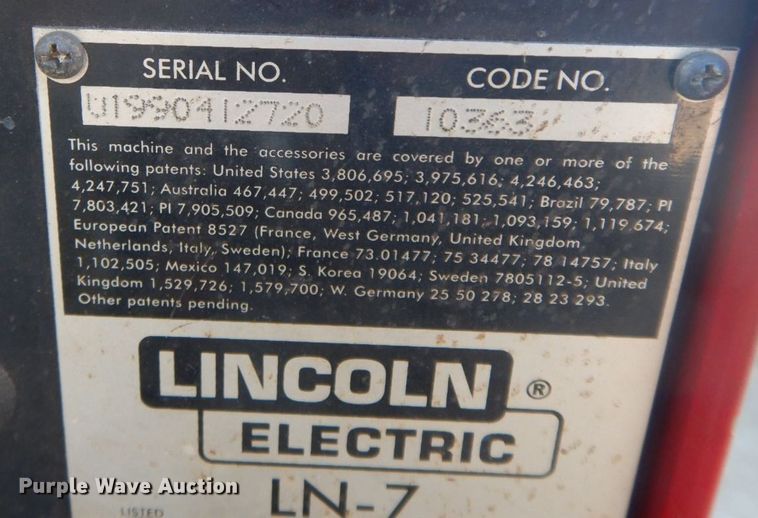 SERIAL NO. CODE NO.
U1990412720 10363
This machine and the accessories are covered by one or more of the
following patents: United States 3,806,695; 3,975,616; 4,246,463;
4,247,751; Australia 467,447; 499,502; 517,120; 525,541; Brazil 79,787; PI
7,803,421; PI 7,905,509; Canada 965,487; 1,041,181; 1,093,159; 1,119,674;
European Patent 8527 (France, West Germany, United Kingdom
Netherlands, Italy, Sweden); France 73.01477; 75 34477; 78 14757; Italy
1,102,505; Mexico 147,019; S. Korea 19064; Sweden 7805112-5; United
Kingdom 1,529,726; 1,579,700; W. Germany 25 50 278; 28 23 293.
Other patents pending.
LINCOLN ®
ELECTRIC
LN-7
LISTED
Purple Wave Auction